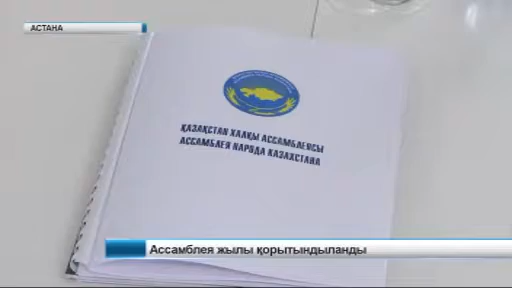 АСТАНА
ҚАЗАҚСТАН ХАЛҚЫ АССАМБЛЕЯСЫ
АССАМБЛЕЯ НАРОДА КАЗАХСТАНА
Ассамблея жылы қорытындыланды